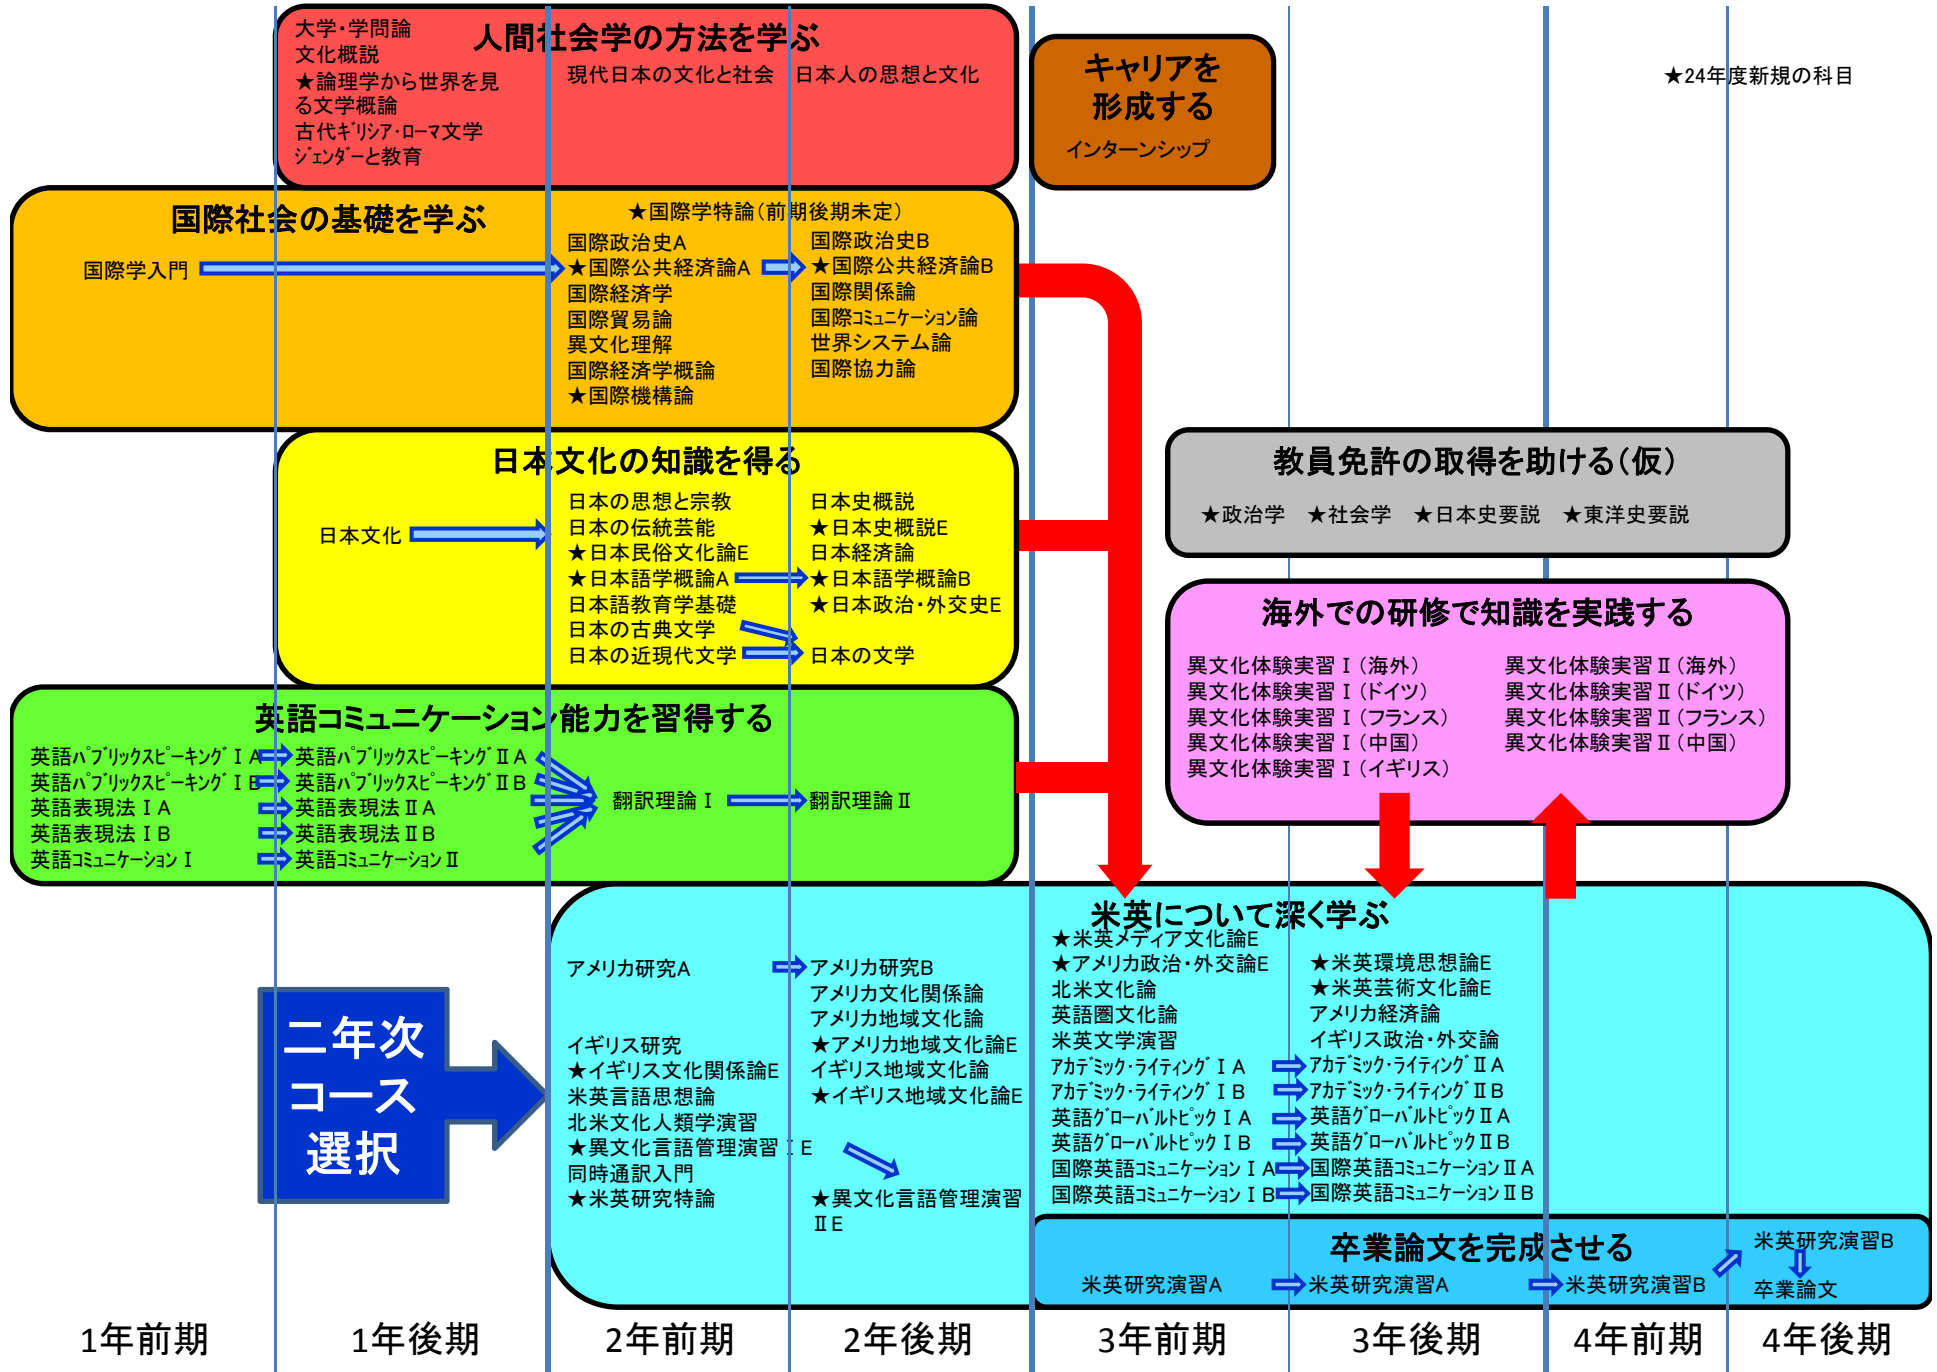 人間社会学の方法を学ぶ
大学・学問論
文化概説
★論理学から世界を見
る文学概論
古代ギリシア・ローマ文学
ジェンダーと教育
現代日本の文化と社会
日本人の思想と文化
キャリアを
形成する
インターンシップ
★24年度新規の科目
国際社会の基礎を学ぶ
国際学入門
★国際学特論(前期後期未定)
国際政治史A
★国際公共経済論A
国際経済学
国際貿易論
異文化理解
国際経済学概論
★国際機構論
国際政治史B
★国際公共経済論B
国際関係論
国際コミュニケーション論
世界システム論
国際協力論
日本文化の知識を得る
日本文化
日本の思想と宗教
日本の伝統芸能
★日本民俗文化論E
★日本語学概論A
日本語教育学基礎
日本の古典文学
日本の近現代文学
日本史概説
★日本史概説E
日本経済論
★日本語学概論B
★日本政治・外交史E
日本の文学
教員免許の取得を助ける(仮)
★政治学 ★社会学 ★日本史要説 ★東洋史要説
海外での研修で知識を実践する
異文化体験実習Ⅰ(海外)
異文化体験実習Ⅰ(ドイツ)
異文化体験実習Ⅰ(フランス)
異文化体験実習Ⅰ(中国)
異文化体験実習Ⅰ(イギリス)
異文化体験実習Ⅱ(海外)
異文化体験実習Ⅱ(ドイツ)
異文化体験実習Ⅱ(フランス)
異文化体験実習Ⅱ(中国)
英語コミュニケーション能力を習得する
英語パブリックスピーキングⅠA
英語パブリックスピーキングⅠB
英語表現法ⅠA
英語表現法ⅠB
英語コミュニケーションⅠ
英語パブリックスピーキングⅡA
英語パブリックスピーキングⅡB
英語表現法ⅡA
英語表現法ⅡB
英語コミュニケーションⅡ
翻訳理論Ⅰ
翻訳理論Ⅱ
二年次
コース
選択
米英について深く学ぶ
アメリカ研究A
イギリス研究
★イギリス文化関係論E
米英言語思想論
北米文化人類学演習
★異文化言語管理演習ⅠE
同時通訳入門
★米英研究特論
アメリカ研究B
アメリカ文化関係論
アメリカ地域文化論
★アメリカ地域文化論E
イギリス地域文化論
★イギリス地域文化論E
★異文化言語管理演習
ⅡE
★米英メディア文化論E
★アメリカ政治・外交論E
北米文化論
英語圏文化論
米英文学演習
アカデミック・ライティングⅠA
アカデミック・ライティングⅠB
英語グローバルトピックⅠA
英語グローバルトピックⅠB
国際英語コミュニケーションⅠA
国際英語コミュニケーションⅠB
★米英環境思想論E
★米英芸術文化論E
アメリカ経済論
イギリス政治・外交論
アカデミック・ライティングⅡA
アカデミック・ライティングⅡB
英語グローバルトピックⅡA
英語グローバルトピックⅡB
国際英語コミュニケーションⅡA
国際英語コミュニケーションⅡB
卒業論文を完成させる
米英研究演習A
米英研究演習A
米英研究演習B
米英研究演習B
卒業論文
1年前期
1年後期
2年前期
2年後期
3年前期
3年後期
4年前期
4年後期